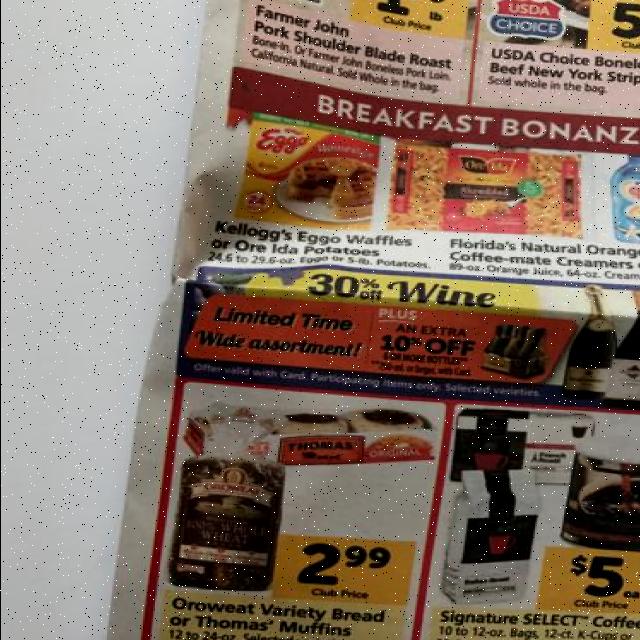 lb
Club Price
Farmer John
Pork Shoulder Blade Roast
Bone-In. Or Farmer John Boneless Pork Loin.
California Natural. Sold Whole in the bag.
USDA
CHOICE
5
USDA Choice Bonele
Beef New York Strip
Sold whole in the bag.
BREAKFAST BONANZ
Eggo
Kellogg's Eggo Waffles
or Ore Ida Potatoes
24.6 to 29.6-oz. Eggo or 5-lb. Potatoes.
Florida's Natural Orang
Coffee-mate Creamers
89-oz. Orange Juice, 64-oz. Crea
30% off Wine
Limited Time
Wide assortment!
PLUS
AN EXTRA
10% OFF
Offer valid with Card. Participating items only. Selected varieties.
THOMAS'
ORIGINAL
2.99
Club Price
Oroweat Variety Bread
or Thomas' Muffins
12 to 24-oz. Selected
$5
Club Price
Signature SELECT™ Coffe
10 to 12-oz. Bags, 12-ct. K-cups